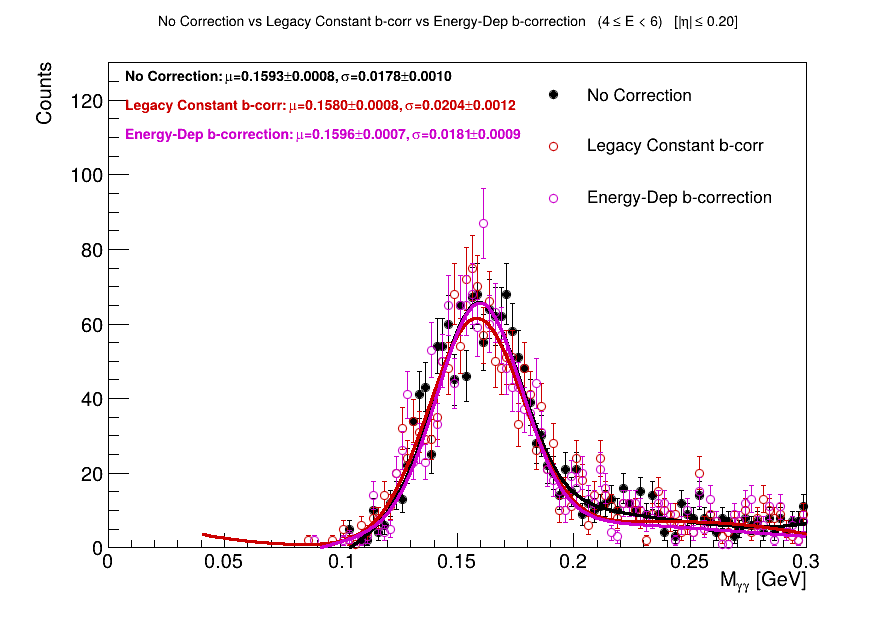 No Correction vs Legacy Constant b-corr vs Energy-Dep b-correction (4 ≤ E < 6) [|η| ≤ 0.20]
Counts
No Correction: μ=0.1593±0.0008, σ=0.0178±0.0010
Legacy Constant b-corr: μ=0.1580±0.0008, σ=0.0204±0.0012
Energy-Dep b-correction: μ=0.1596±0.0007, σ=0.0181±0.0009
No Correction
Legacy Constant b-corr
Energy-Dep b-correction
120
100
80
60
40
20
0
0 0.05 0.1 0.15 0.2 0.25 0.3
Mγγ [GeV]